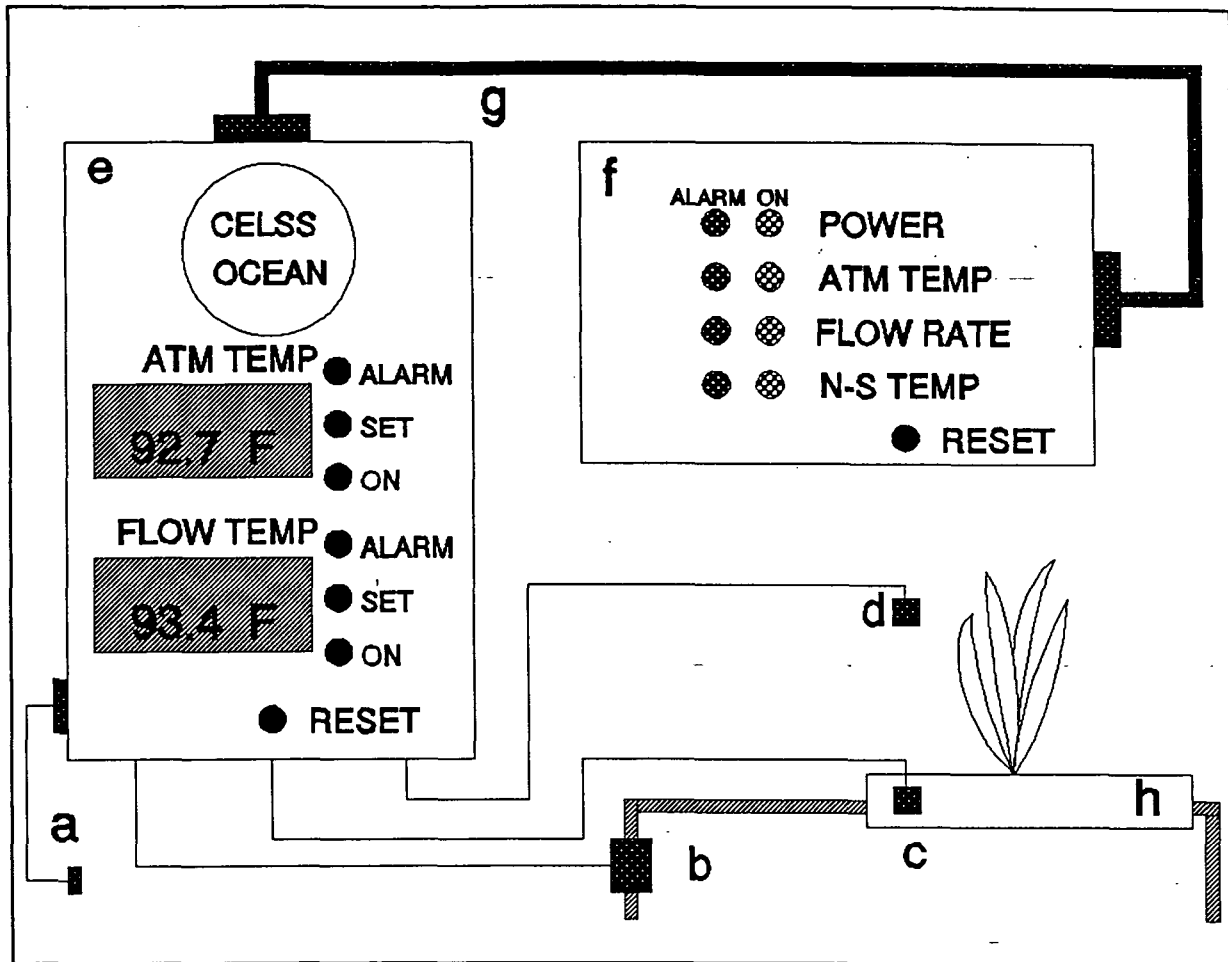 g
e
CELSS
OCEAN
ATM TEMP
ALARM
92.7 F
SET
ON
FLOW TEMP
ALARM
93.4 F
SET
ON
RESET
a
f
ALARM ON
POWER
ATM TEMP
FLOW RATE
N-S TEMP
RESET
d
h
b
c